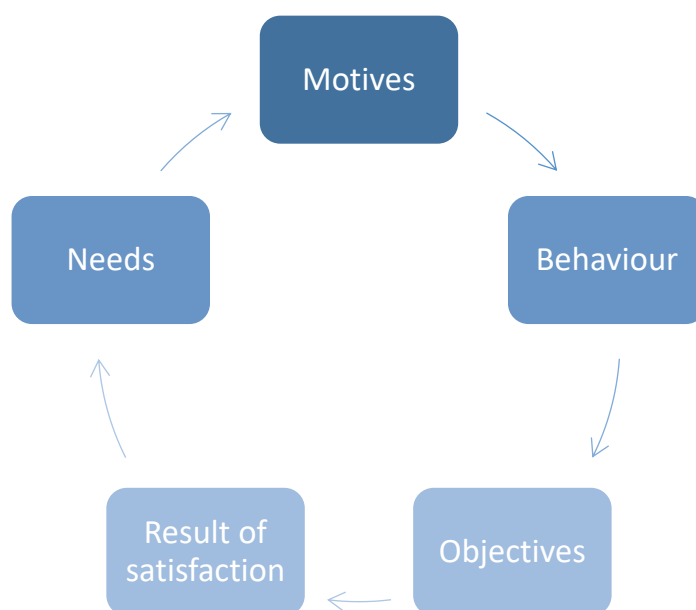 Motives
Behaviour
Objectives
Result of
satisfaction
Needs